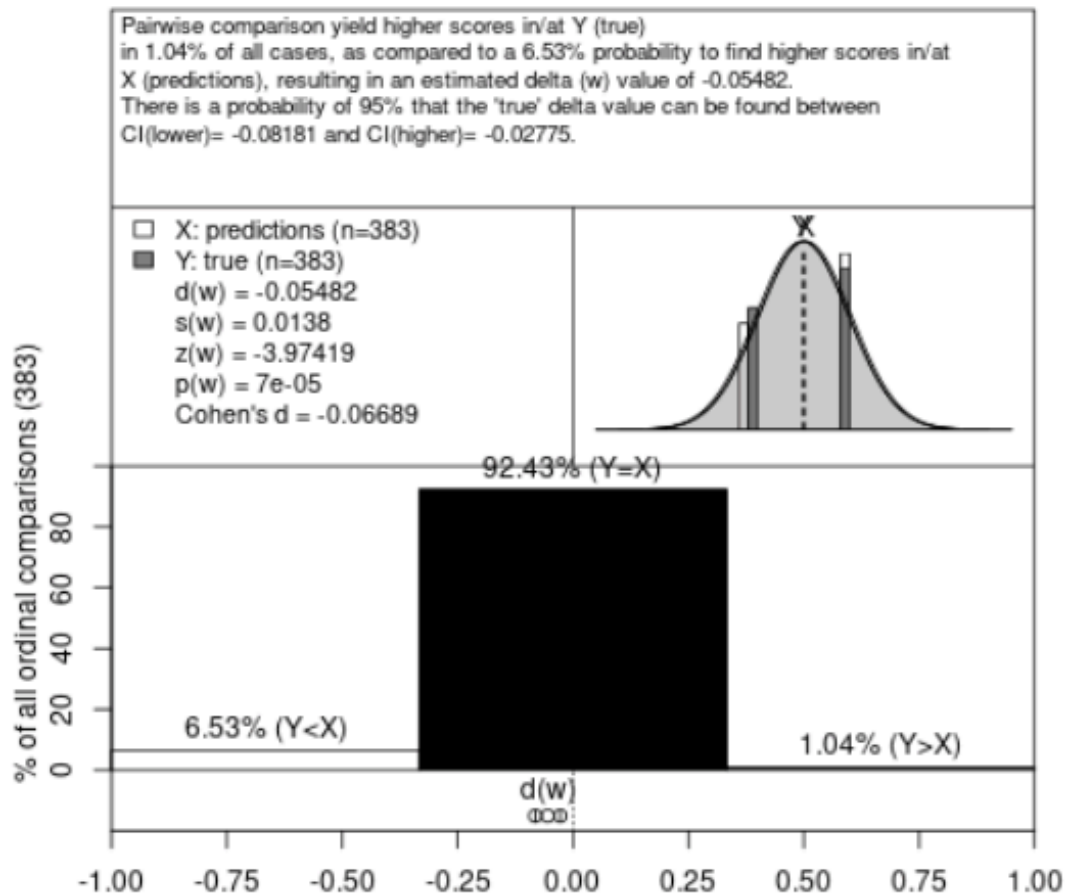 Pairwise comparison yield higher scores in/at Y (true)
in 1.04% of all cases, as compared to a 6.53% probability to find higher scores in/at
X (predictions), resulting in an estimated delta (w) value of -0.05482.
There is a probability of 95% that the 'true' delta value can be found between
CI(lower)= -0.08181 and CI(higher)= -0.02775.
X: predictions (n=383)
Y: true (n=383)
d(w) = -0.05482
s(w) = 0.0138
z(w) = -3.97419
p(w) = 7e-05
Cohen's d = -0.06689
% of all ordinal comparisons (383)
80
60
40
20
0
92.43% (Y=X)
6.53% (Y<X)
1.04% (Y>X)
d(w)
-1.00 -0.75 -0.50 -0.25 0.00 0.25 0.50 0.75 1.00